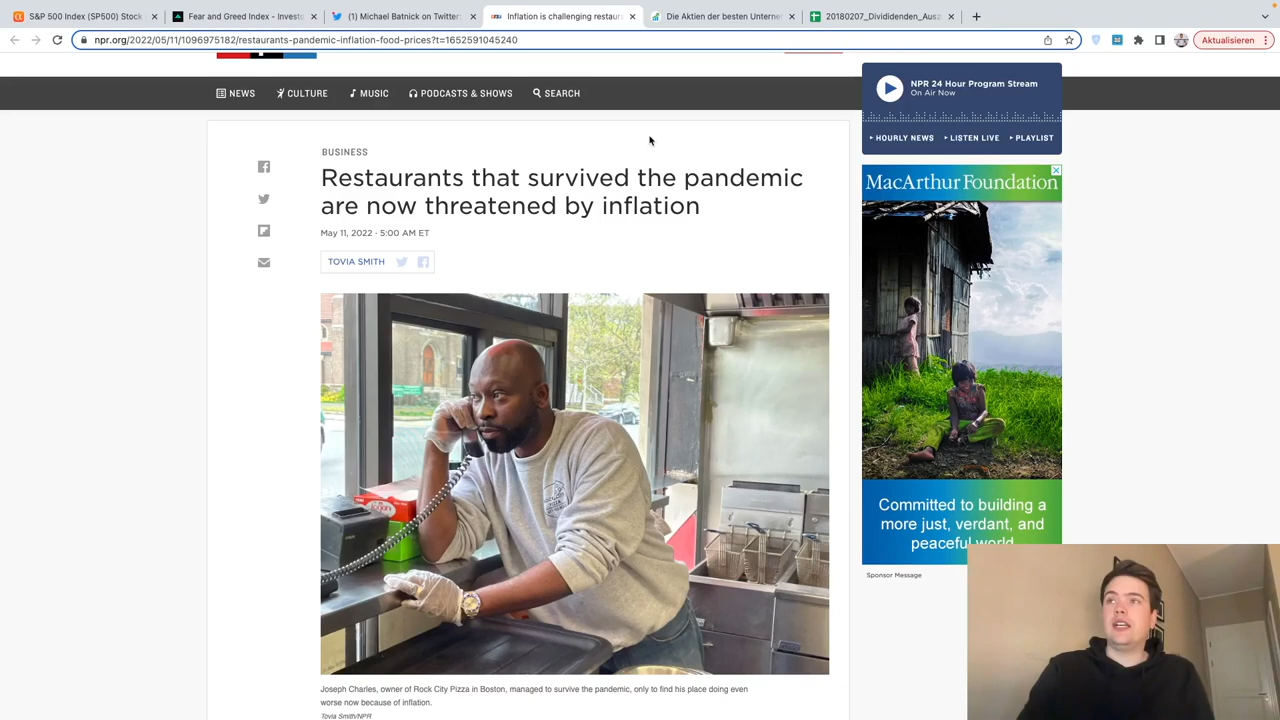 S&P 500 Index (SP500) Stock
Fear and Greed Index - Investo
(1) Michael Batnick on Twitter:
Inflation is challenging restaur
Die Aktien der besten Unterne
20180207_Divididenden_Ausz
npr.org/2022/05/11/1096975182/restaurants-pandemic-inflation-food-prices?t=1652591045240
Aktualisieren
NEWS
CULTURE
MUSIC
PODCASTS & SHOWS
SEARCH
NPR 24 Hour Program Stream
On Air Now
HOURLY NEWS
LISTEN LIVE
PLAYLIST
BUSINESS
Restaurants that survived the pandemic
are now threatened by inflation
May 11, 2022 · 5:00 AM ET
TOVIA SMITH
MacArthur Foundation
Committed to building a
more just, verdant, and
peaceful world.
Sponsor Message
Joseph Charles, owner of Rock City Pizza in Boston, managed to survive the pandemic, only to find his place doing even
worse now because of inflation.
Tovia Smith/NPR